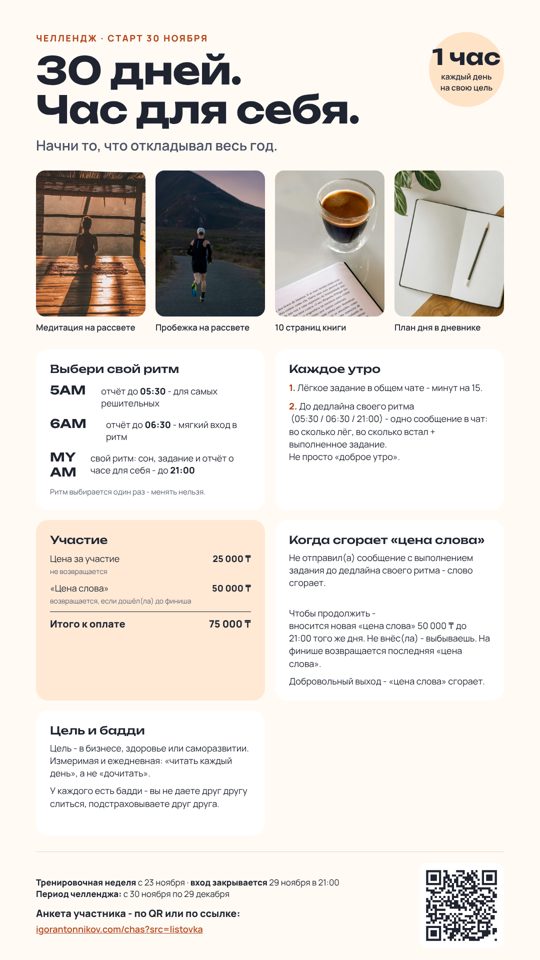 ЧЕЛЛЕНДЖ · СТАРТ 30 НОЯБРЯ
30 дней.
Час для себя.
Начни то, что откладывал весь год.
1 час
каждый день
на свою цель
Медитация на рассвете
Пробежка на рассвете
10 страниц книги
План дня в дневнике
Выбери свой ритм
5AM
отчёт до 05:30 - для самых
решительных
6AM
отчёт до 06:30 - мягкий вход в
ритм
MY
AM
свой ритм: сон, задание и отчёт о
часе для себя - до 21:00
Ритм выбирается один раз - менять нельзя.
Каждое утро
1. Лёгкое задание в общем чате - минут на 15.
2. До дедлайна своего ритма
(05:30 / 06:30 / 21:00) - одно сообщение в чат:
во сколько лёг, во сколько встал +
выполненное задание.
Не просто «доброе утро».
Участие
Цена за участие 25 000 ₸
не возвращается
«Цена слова» 50 000 ₸
возвращается, если дошёл(ла) до финиша
Итого к оплате 75 000 ₸
Когда сгорает «цена слова»
Не отправил(а) сообщение с выполнением
задания до дедлайна своего ритма - слово
сгорает.
Чтобы продолжить -
вносится новая «цена слова» 50 000 ₸ до
21:00 того же дня. Не внёс(ла) - выбываешь. На
финише возвращается последняя «цена
слова».
Добровольный выход - «цена слова» сгорает.
Цель и бадди
Цель - в бизнесе, здоровье или саморазвитии.
Измеримая и ежедневная: «читать каждый
день», а не «дочитать».
У каждого есть бадди - вы не даете друг другу
слиться, подстраховываете друг друга.
Тренировочная неделя с 23 ноября · вход закрывается 29 ноября в 21:00
Период челленджа: с 30 ноября по 29 декабря
Анкета участника - по QR или по ссылке:
igorantonnikov.com/chas?src=listovka